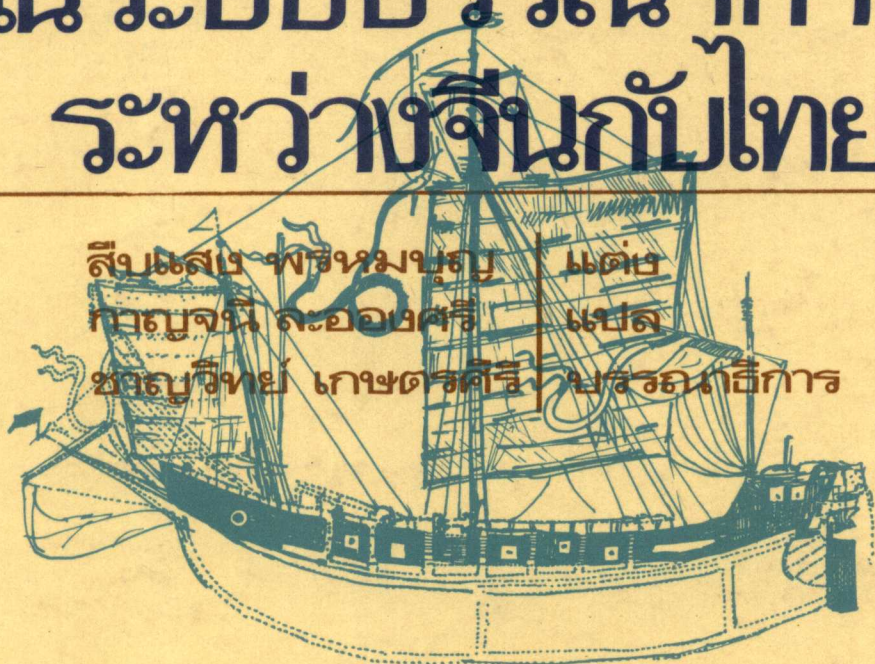 ระหว่างจีนกับไทย
สืบแสง พรหมบุญ แต่ง
กาญจนี ละอองศรี แปล
ชาญวิทย์ เกษตรศิริ บรรณาธิการ